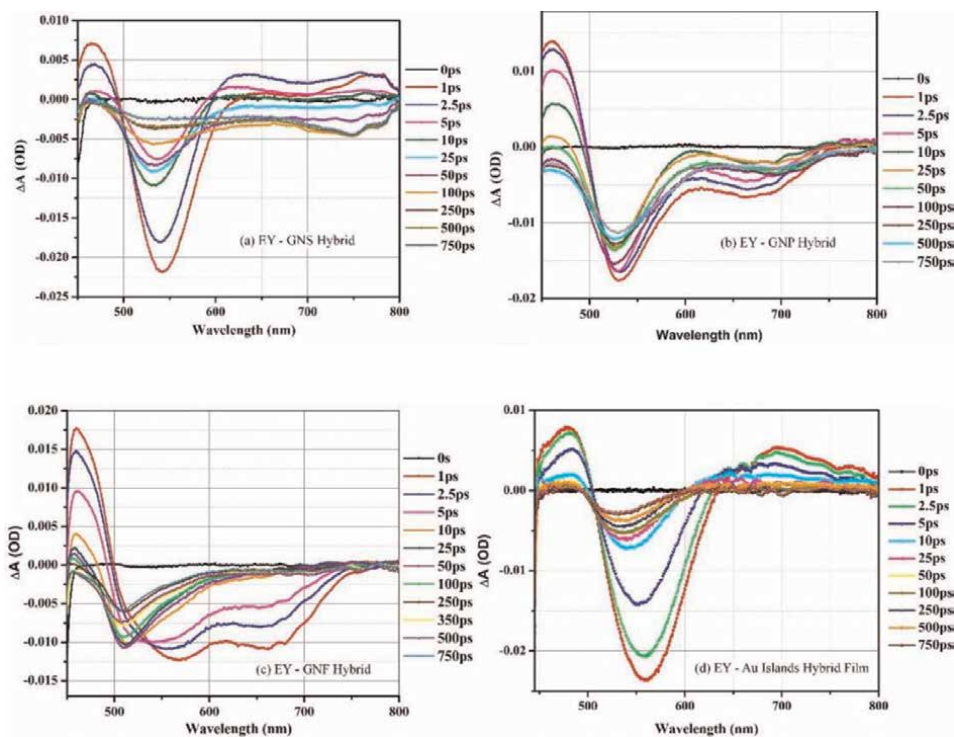 0.010
0.005
0.000
-0.005
-0.010
-0.015
-0.020
-0.025
ΔA (OD)
500 600 700 800
Wavelength (nm)
(a) EY - GNS Hybrid
0ps
1ps
2.5ps
5ps
10ps
25ps
50ps
100ps
250ps
500ps
750ps
0.01
0.00
-0.01
-0.02
ΔA (OD)
500 600 700 800
Wavelength (nm)
(b) EY - GNP Hybrid
0s
1ps
2.5ps
5ps
10ps
25ps
50ps
100ps
250ps
500ps
750ps
0.020
0.015
0.010
0.005
0.000
-0.005
-0.010
-0.015
ΔA (OD)
500 600 700 800
Wavelength (nm)
(c) EY - GNF Hybrid
0s
1ps
2.5ps
5ps
10ps
25ps
50ps
100ps
250ps
350ps
500ps
750ps
0.01
0.00
-0.01
-0.02
ΔA (OD)
500 600 700 800
Wavelength (nm)
(d) EY - Au Islands Hybrid Film
0ps
1ps
2.5ps
5ps
10ps
25ps
50ps
100ps
250ps
500ps
750ps